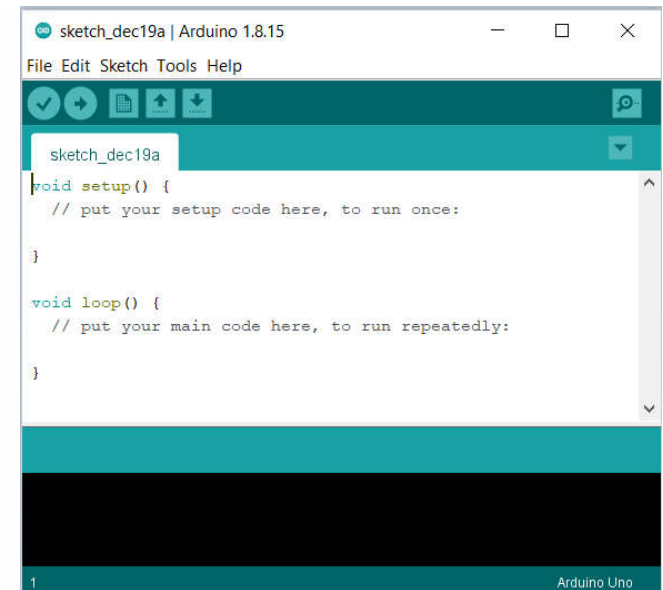 sketch_dec19a | Arduino 1.8.15
File Edit Sketch Tools Help
sketch_dec19a
void setup() {
  // put your setup code here, to run once:
}
void loop() {
  // put your main code here, to run repeatedly:
}
1 Arduino Uno